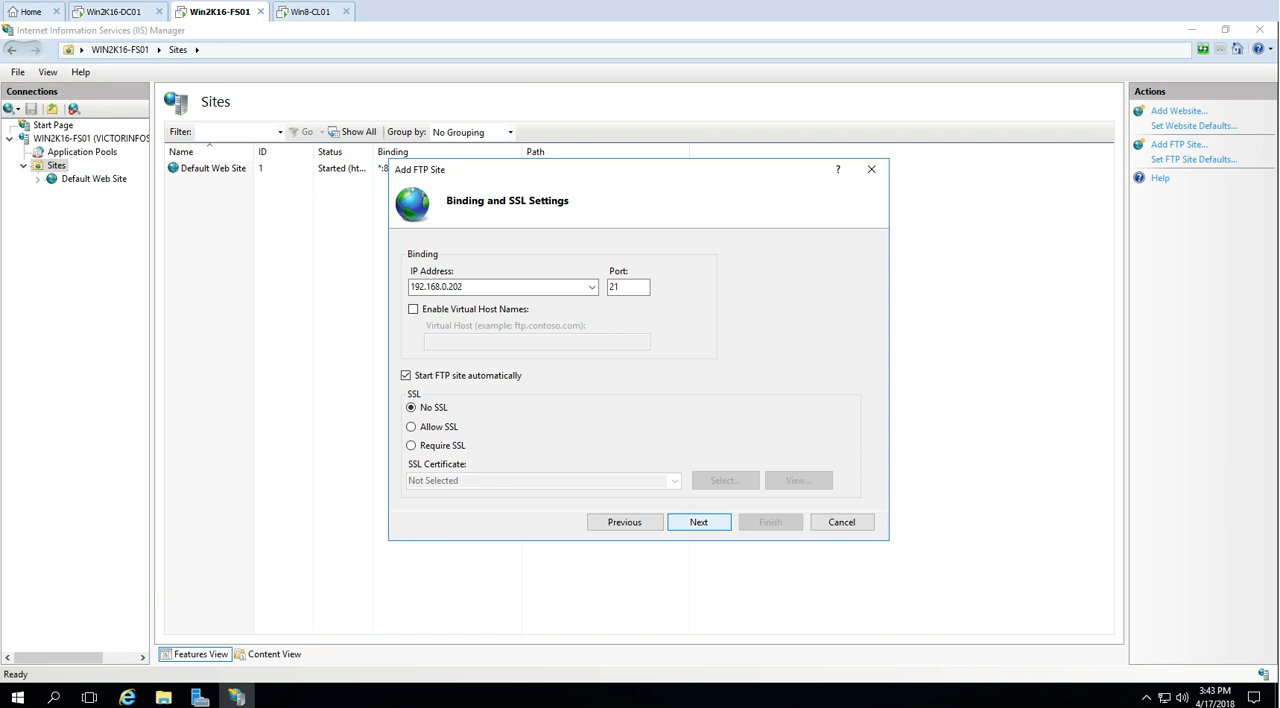 Home
Win2K16-DC01
Win2K16-FS01
Win8-CL01
Internet Information Services (IIS) Manager
WIN2K16-FS01
Sites
File View Help
Connections
Start Page
WIN2K16-FS01 (VICTORINFOS
Application Pools
Sites
Default Web Site
Sites
Filter:
Go
Show All
Group by: No Grouping
Name ID Status Binding Path
Default Web Site 1 Started (ht... *:8
Add FTP Site
?
Binding and SSL Settings
Binding
IP Address: Port:
192.168.0.202 21
Enable Virtual Host Names:
Virtual Host (example: ftp.contoso.com):
Start FTP site automatically
SSL
No SSL
Allow SSL
Require SSL
SSL Certificate:
Not Selected Select... View...
Previous Next Finish Cancel
Actions
Add Website...
Set Website Defaults...
Add FTP Site...
Set FTP Site Defaults...
Help
Features View Content View
Ready
3:43 PM
4/17/2018